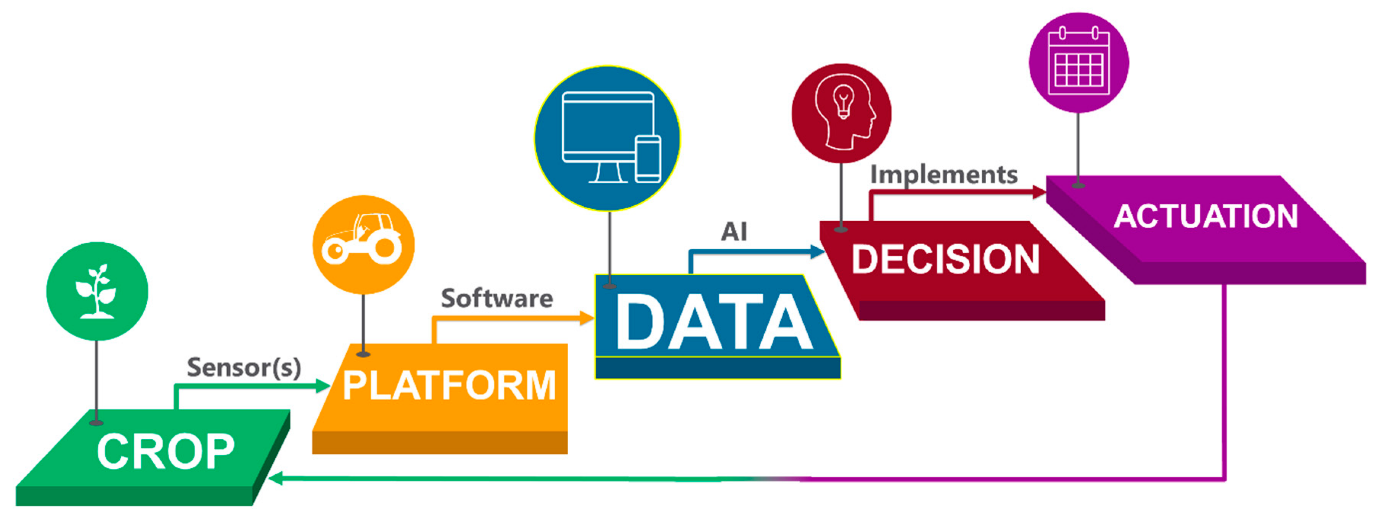 CROP
Sensor(s)
PLATFORM
Software
DATA
AI
DECISION
Implements
ACTUATION